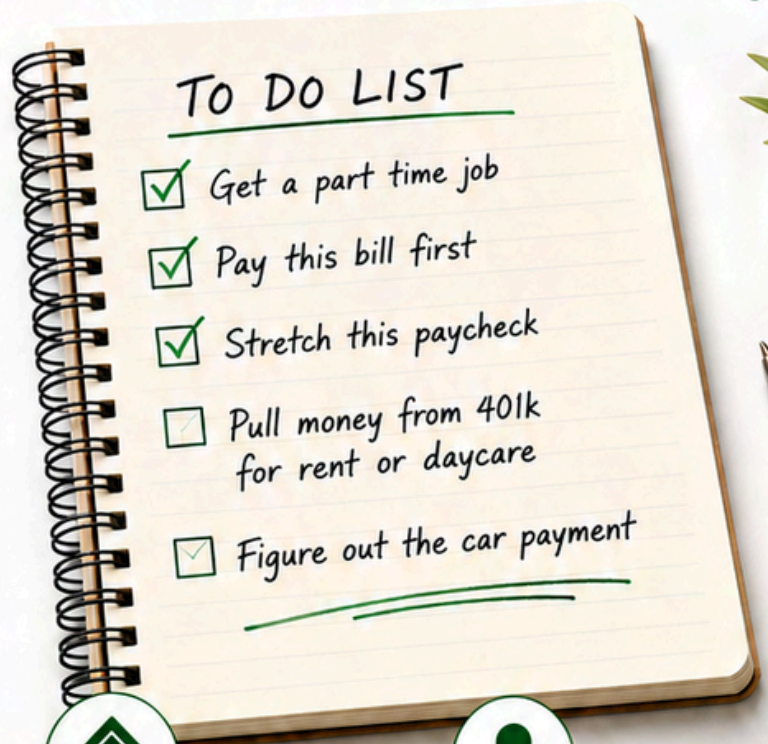 TO DO LIST
Get a part time job
Pay this bill first
Stretch this paycheck
Pull money from 401k
for rent or daycare
Figure out the car payment